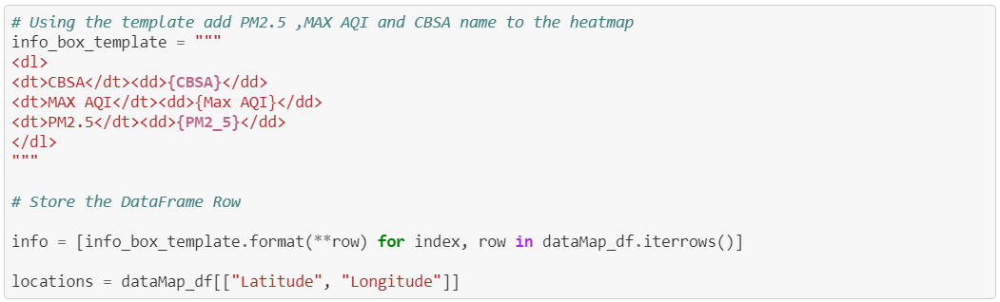 # Using the template add PM2.5 ,MAX AQI and CBSA name to the heatmap
info_box_template = """
<dl>
<dt>CBSA</dt><dd>{CBSA}</dd>
<dt>MAX AQI</dt><dd>{Max AQI}</dd>
<dt>PM2.5</dt><dd>{PM2_5}</dd>
</dl>
"""
# Store the DataFrame Row
info = [info_box_template.format(**row) for index, row in dataMap_df.iterrows()]
locations = dataMap_df[["Latitude", "Longitude"]]